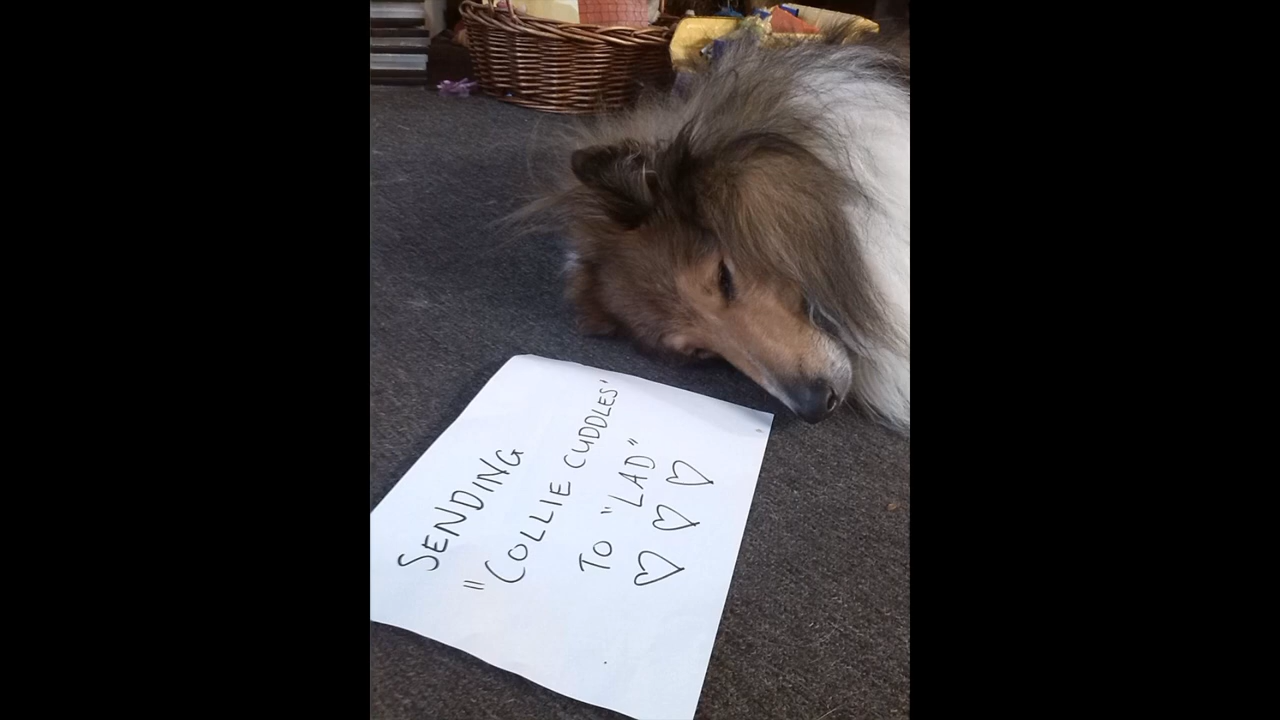 SENDING
"COLLIE CUDDLES"
TO "LAD"
♡ ♡ ♡